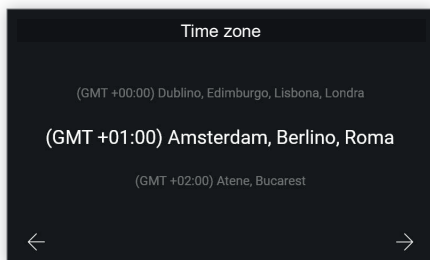 Time zone
(GMT +00:00) Dublino, Edimburgo, Lisbona, Londra
(GMT +01:00) Amsterdam, Berlino, Roma
(GMT +02:00) Atene, Bucarest